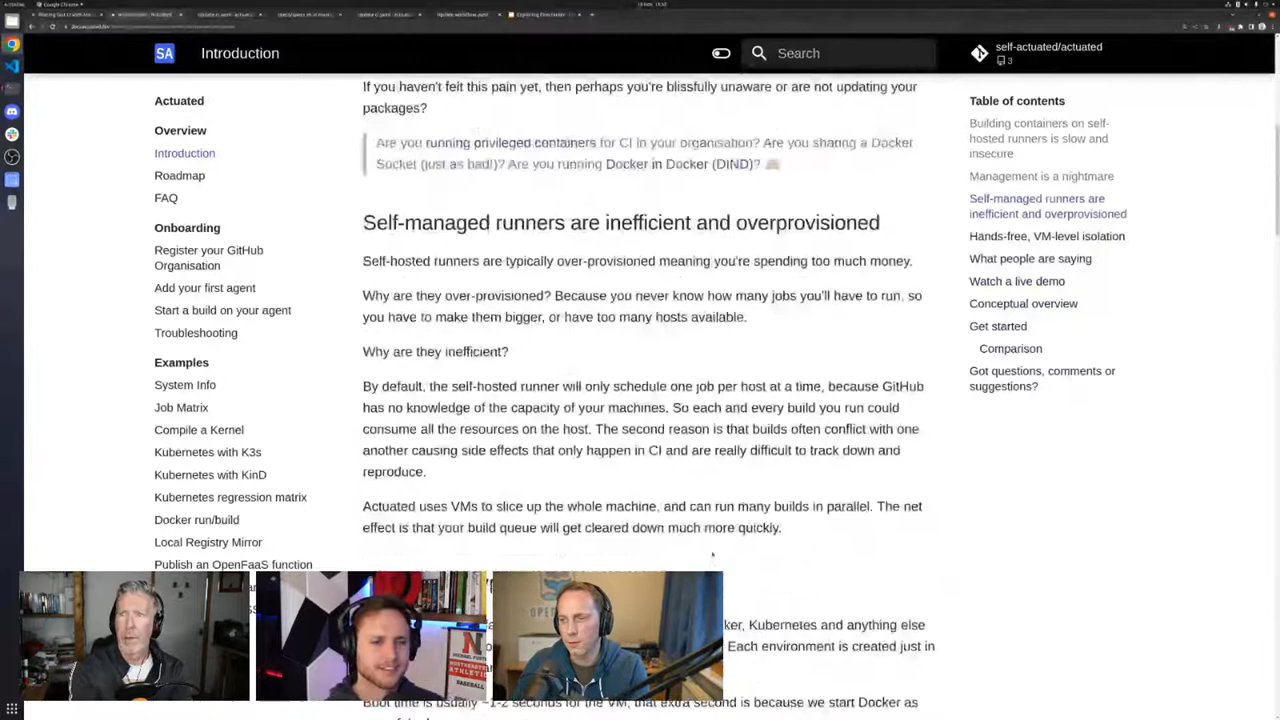 Introduction
Search
self-actuated/actuated
3
SA
Actuated
Overview
Introduction
Roadmap
FAQ
Onboarding
Register your GitHub
Organisation
Add your first agent
Start a build on your agent
Troubleshooting
Examples
System Info
Job Matrix
Compile a Kernel
Kubernetes with K3s
Kubernetes with KinD
Kubernetes regression matrix
Docker run/build
Local Registry Mirror
Publish an OpenFaaS function
If you haven't felt this pain yet, then perhaps you're blissfully unaware or are not updating your
packages?
Are you running privileged containers for CI in your organisation? Are you sharing a Docker
Socket (just as bad!)? Are you running Docker in Docker (DIND)?
Self-managed runners are inefficient and overprovisioned
Self-hosted runners are typically over-provisioned meaning you're spending too much money.
Why are they over-provisioned? Because you never know how many jobs you'll have to run, so
you have to make them bigger, or have too many hosts available.
Why are they inefficient?
By default, the self-hosted runner will only schedule one job per host at a time, because GitHub
has no knowledge of the capacity of your machines. So each and every build you run could
consume all the resources on the host. The second reason is that builds often conflict with one
another causing side effects that only happen in CI and are really difficult to track down and
reproduce.
Actuated uses VMs to slice up the whole machine, and can run many builds in parallel. The net
effect is that your build queue will get cleared down much more quickly.
ker, Kubernetes and anything else
Each environment is created just in
Boot time is usually ~1-2 seconds for the VM, that extra second is because we start Docker as
Table of contents
Building containers on self-
hosted runners is slow and
insecure
Management is a nightmare
Self-managed runners are
inefficient and overprovisioned
Hands-free, VM-level isolation
What people are saying
Watch a live demo
Conceptual overview
Get started
Comparison
Got questions, comments or
suggestions?
NORTHEASTERN
ATHLETICS
BASEBALL